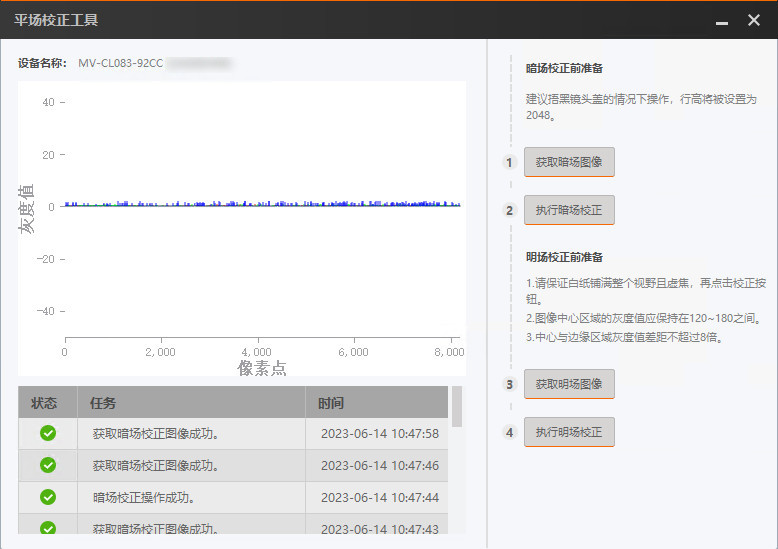 平场校正工具
设备名称: MV-CL083-92CC
40
20
0
-20
-40
灰度值
0 2,000 4,000 6,000 8,000
像素点
状态 任务 时间
获取暗场校正图像成功。 2023-06-14 10:47:58
获取暗场校正图像成功。 2023-06-14 10:47:46
暗场校正操作成功。 2023-06-14 10:47:44
获取暗场校正图像成功。 2023-06-14 10:47:43
暗场校正前准备
建议捂黑镜头盖的情况下操作，行高将被设置为
2048。
1 获取暗场图像
2 执行暗场校正
明场校正前准备
1.请保证白纸铺满整个视野且虚焦，再点击校正按
钮。
2.图像中心区域的灰度值应保持在120~180之间。
3.中心与边缘区域灰度值差距不超过8倍。
3 获取明场图像
4 执行明场校正